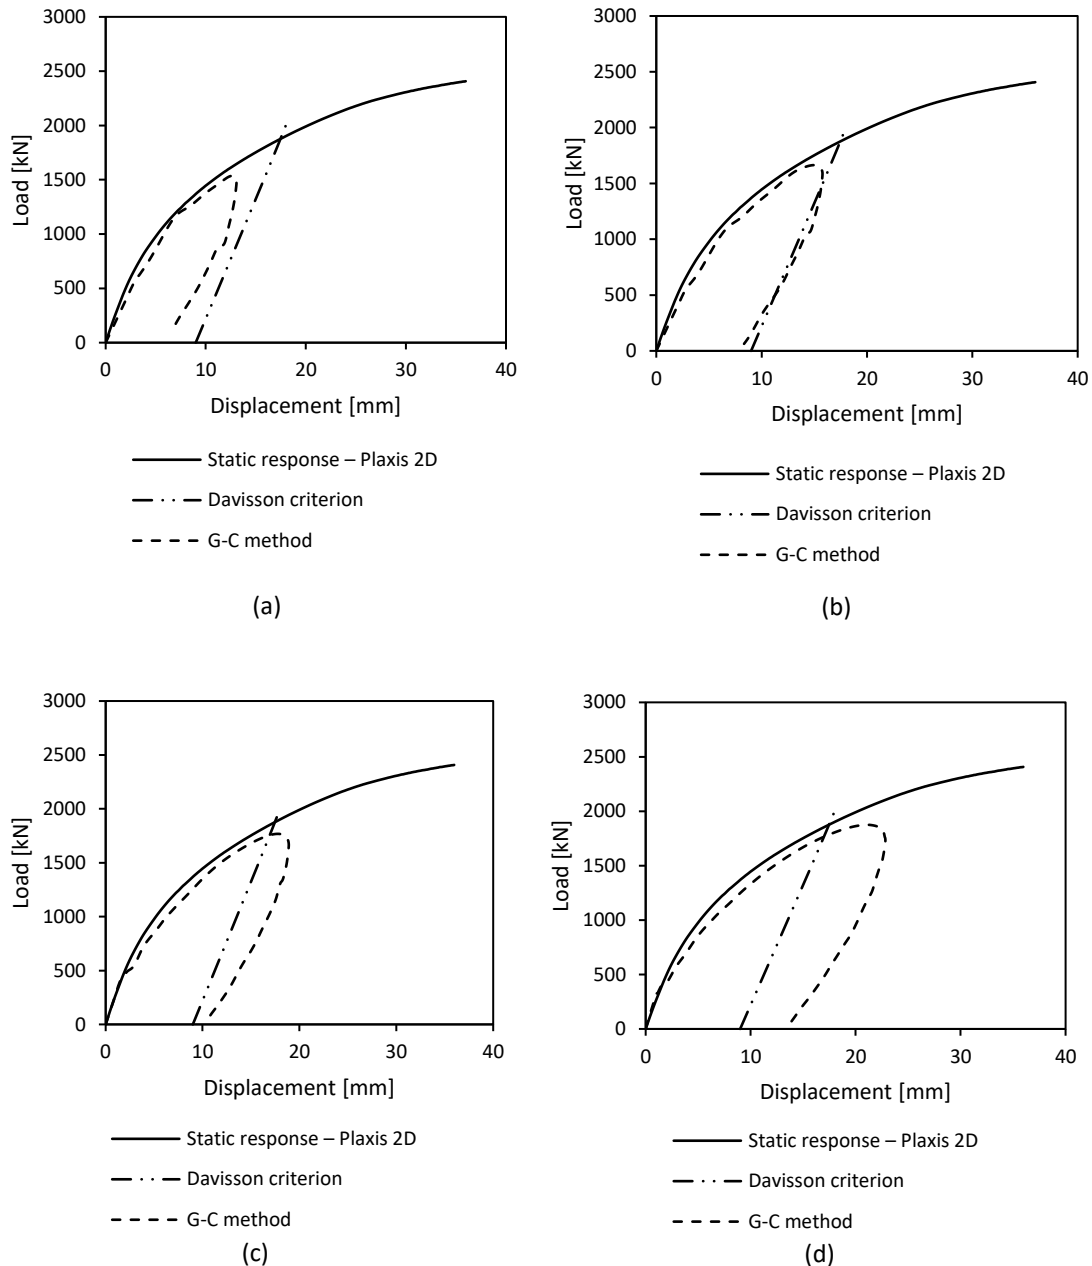 3000
2500
2000
1500
1000
500
0
Load [kN]
0 10 20 30 40
Displacement [mm]
Static response – Plaxis 2D
Davisson criterion
G-C method
(a)
3000
2500
2000
1500
1000
500
0
Load [kN]
0 10 20 30 40
Displacement [mm]
Static response – Plaxis 2D
Davisson criterion
G-C method
(b)
3000
2500
2000
1500
1000
500
0
Load [kN]
0 10 20 30 40
Displacement [mm]
Static response – Plaxis 2D
Davisson criterion
G-C method
(c)
3000
2500
2000
1500
1000
500
0
Load [kN]
0 10 20 30 40
Displacement [mm]
Static response – Plaxis 2D
Davisson criterion
G-C method
(d)